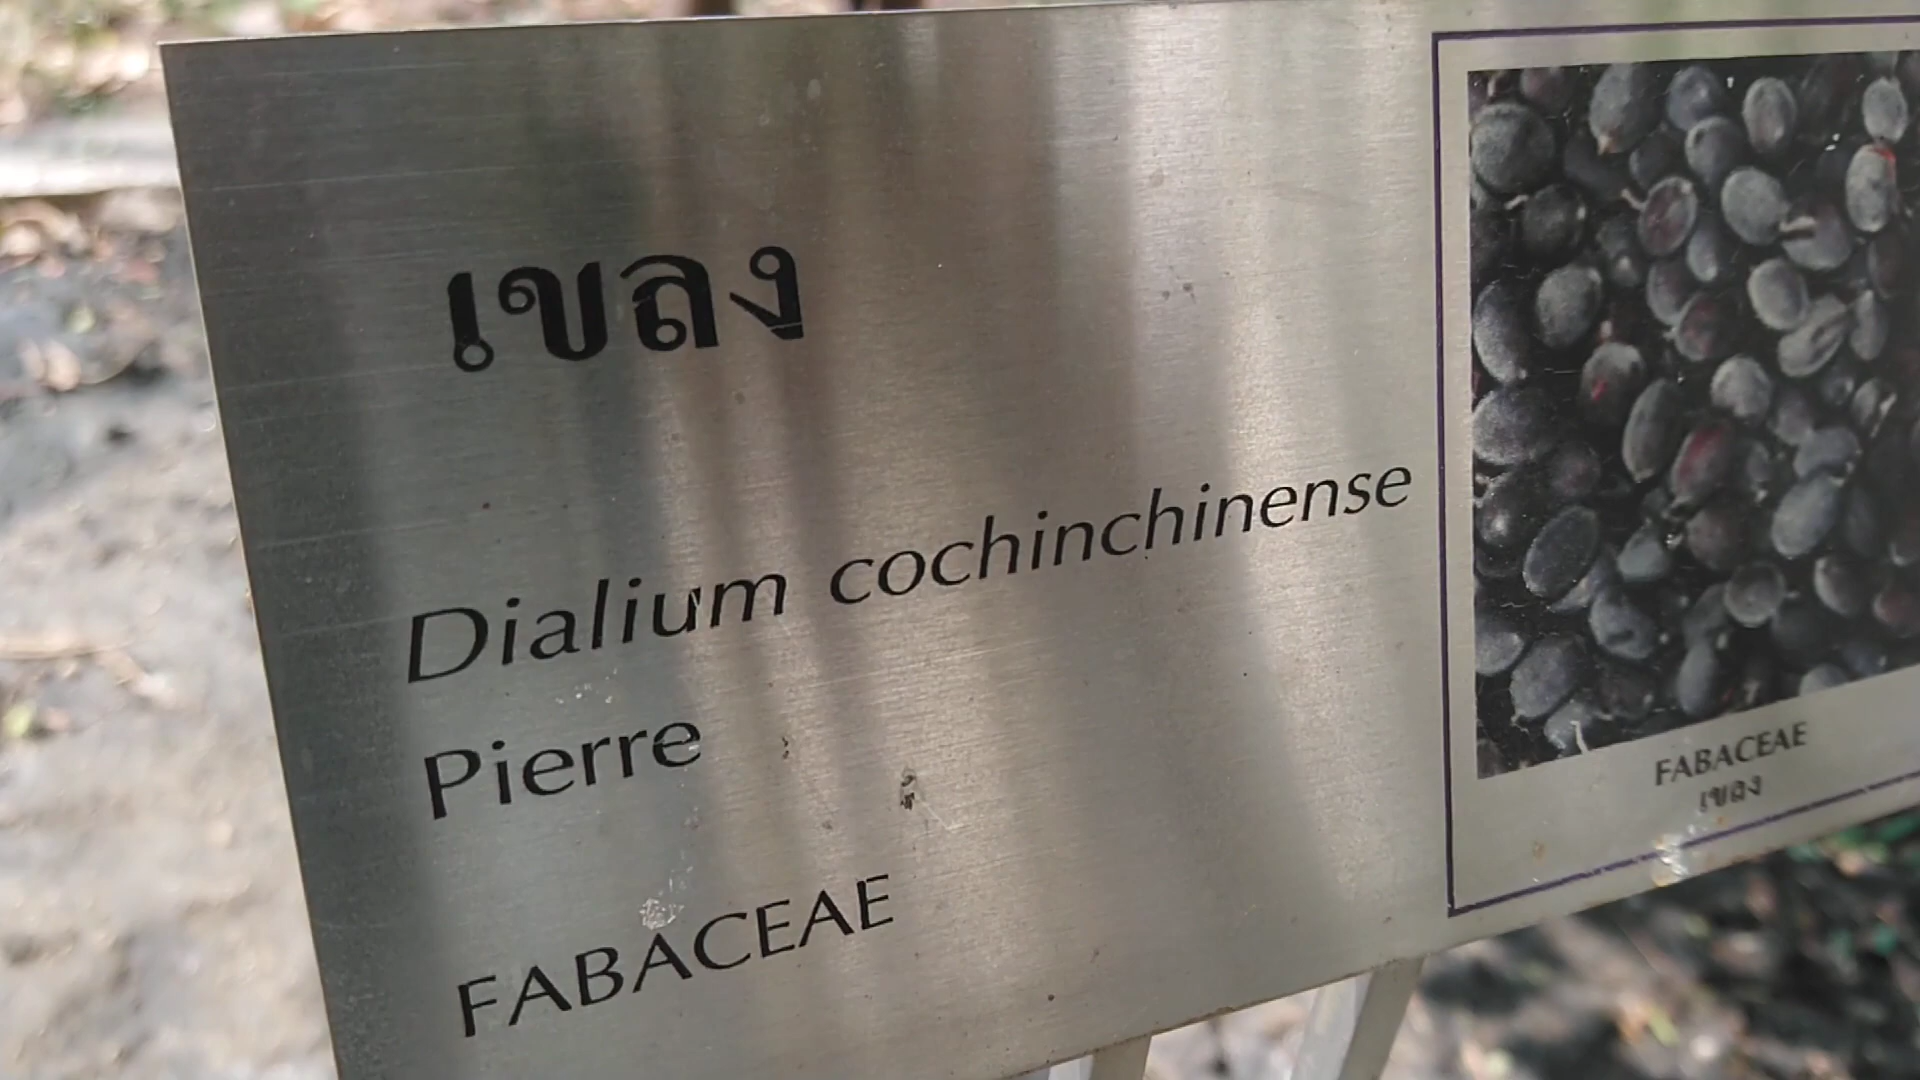 เขลง
Dialium cochinchinense
Pierre
FABACEAE
FABACEAE
เขลง